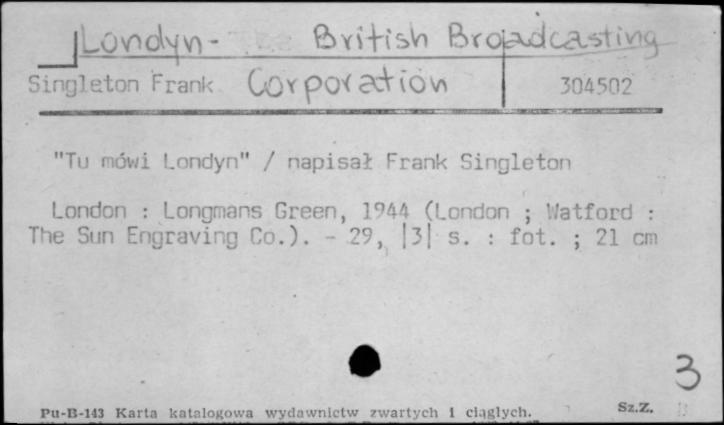 Londyn - British Broadcasting
Singleton Frank Corporation 304502
"Tu mówi Londyn" / napisał Frank Singleton
London : Longmans Green, 1944 (London ; Watford :
The Sun Engraving Co.). - 29, |3| s. : fot. ; 21 cm
3
Pu-B-143 Karta katalogowa wydawnictw zwartych i ciągłych. Sz.Z.